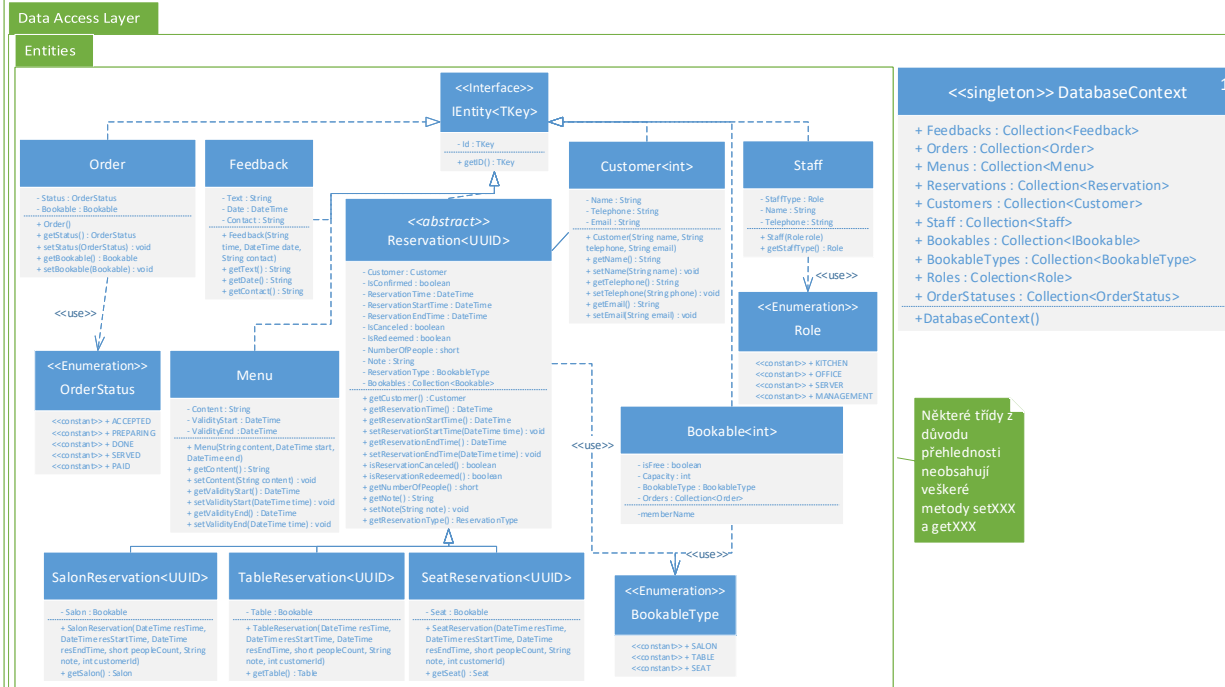 Data Access Layer
Entities
<<Interface>>
IEntity<TKey>
- Id : TKey
+ getID() : TKey
Order
- Status : OrderStatus
- Bookable : Bookable
+ Order()
+ getStatus() : OrderStatus
+ setStatus(OrderStatus) : void
+ getBookable() : Bookable
+ setBookable(Bookable) : void
Feedback
- Text : String
- Date : DateTime
- Contact : String
+ Feedback(String
time, DateTime date,
String contact)
+ getText() : String
+ getDate() : String
+ getContact() : String
<<abstract>>
Reservation<UUID>
- Customer : Customer
- IsConfirmed : boolean
- ReservationTime : DateTime
- ReservationStartTime : DateTime
- ReservationEndTime : DateTime
- IsCanceled : boolean
- IsRedeemed : boolean
- NumberOfPeople : short
- Note : String
- ReservationType : BookableType
- Bookables : Collection<Bookable>
+ getCustomer() : Customer
+ getReservationTime() : DateTime
+ getReservationStartTime() : DateTime
+ setReservationStartTime(DateTime time) : void
+ getReservationEndTime() : DateTime
+ setReservationEndTime(DateTime time) : void
+ isReservationCanceled() : boolean
+ isReservationRedeemed() : boolean
+ getNumberOfPeople() : short
+ getNote() : String
+ setNote(String note) : void
+ getReservationType() : ReservationType
Customer<int>
- Name : String
- Telephone : String
- Email : String
+ Customer(String name, String
telephone, String email)
+ getName() : String
+ setName(String name) : void
+ getTelephone() : String
+ setTelephone(String phone) : void
+ getEmail() : String
+ setEmail(String email) : void
Staff
- StaffType : Role
- Name : String
- Telephone : String
+ Staff(Role role)
+ getStaffType() : Role
<<use>>
<<Enumeration>>
Role
<<constant>> + KITCHEN
<<constant>> + OFFICE
<<constant>> + SERVER
<<constant>> + MANAGEMENT
<<use>>
<<Enumeration>>
OrderStatus
<<constant>> + ACCEPTED
<<constant>> + PREPARING
<<constant>> + DONE
<<constant>> + SERVED
<<constant>> + PAID
Menu
- Content : String
- ValidityStart : DateTime
- ValidityEnd : DateTime
+ Menu(String content, DateTime start,
DateTime end)
+ getContent() : String
+ setContent(String content) : void
+ getValidityStart() : DateTime
+ setValidityStart(DateTime time) : void
+ getValidityEnd() : DateTime
+ setValidityEnd(DateTime time) : void
<<use>>
Bookable<int>
- isFree : boolean
- Capacity : int
- BookableType : BookableType
- Orders : Collection<Order>
-memberName
<<use>>
<<Enumeration>>
BookableType
<<constant>> + SALON
<<constant>> + TABLE
<<constant>> + SEAT
SalonReservation<UUID>
- Salon : Bookable
+ SalonReservation(DateTime resTime,
DateTime resStartTime, DateTime
resEndTime, short peopleCount, String
note, int customerId)
+ getSalon() : Salon
TableReservation<UUID>
- Table : Bookable
+ TableReservation(DateTime resTime,
DateTime resStartTime, DateTime
resEndTime, short peopleCount, String
note, int customerId)
+ getTable() : Table
SeatReservation<UUID>
- Seat : Bookable
+ SeatReservation(DateTime resTime,
DateTime resStartTime, DateTime
resEndTime, short peopleCount, String
note, int customerId)
+ getSeat() : Seat
<<singleton>> DatabaseContext
1
+ Feedbacks : Collection<Feedback>
+ Orders : Collection<Order>
+ Menus : Collection<Menu>
+ Reservations : Collection<Reservation>
+ Customers : Collection<Customer>
+ Staff : Collection<Staff>
+ Bookables : Collection<IBookable>
+ BookableTypes : Collection<BookableType>
+ Roles : Colection<Role>
+ OrderStatuses : Collection<OrderStatus>
+DatabaseContext()
Některé třídy z
důvodu
přehlednosti
neobsahují
veškeré
metody setXXX
a getXXX